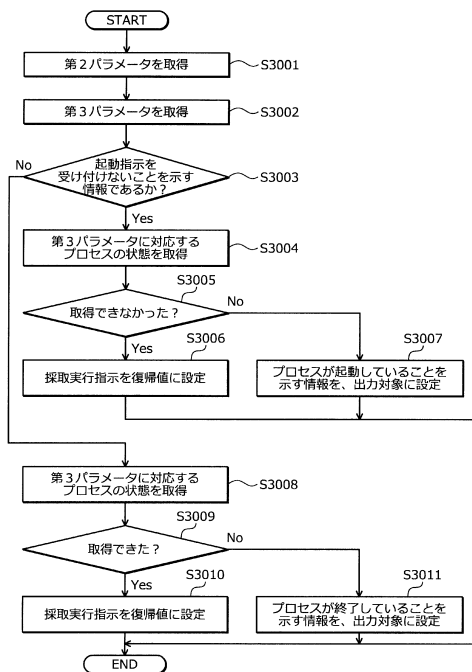 START
第2パラメータを取得
S3001
第3パラメータを取得
S3002
No
起動指示を
受け付けないことを示す
情報であるか?
S3003
Yes
第3パラメータに対応する
プロセスの状態を取得
S3004
S3005
取得できなかった?
No
Yes
S3006
S3007
採取実行指示を復帰値に設定
プロセスが起動していることを
示す情報を、出力対象に設定
第3パラメータに対応する
プロセスの状態を取得
S3008
S3009
取得できた?
No
Yes
S3010
S3011
採取実行指示を復帰値に設定
プロセスが終了していることを
示す情報を、出力対象に設定
END